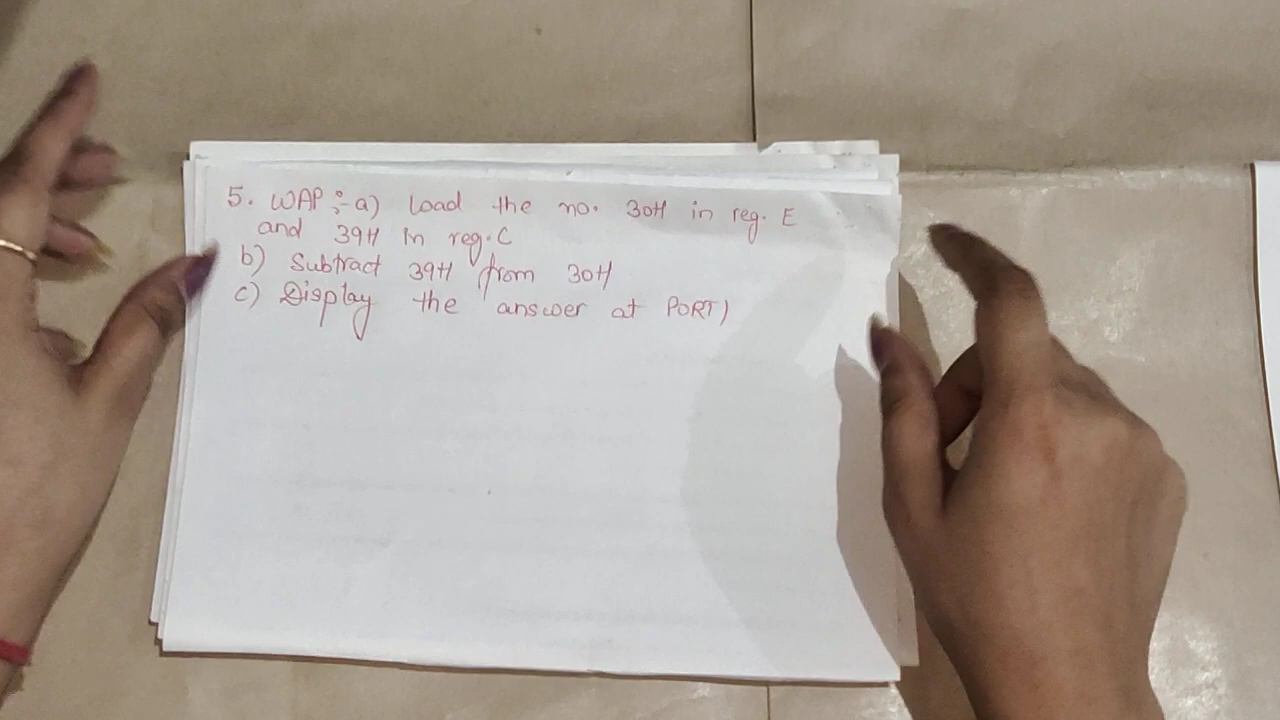 5. WAP :- a) Load the no. 30H in reg. E
and 39H in reg. C
b) Subtract 39H from 30H
c) Display the answer at PORT1